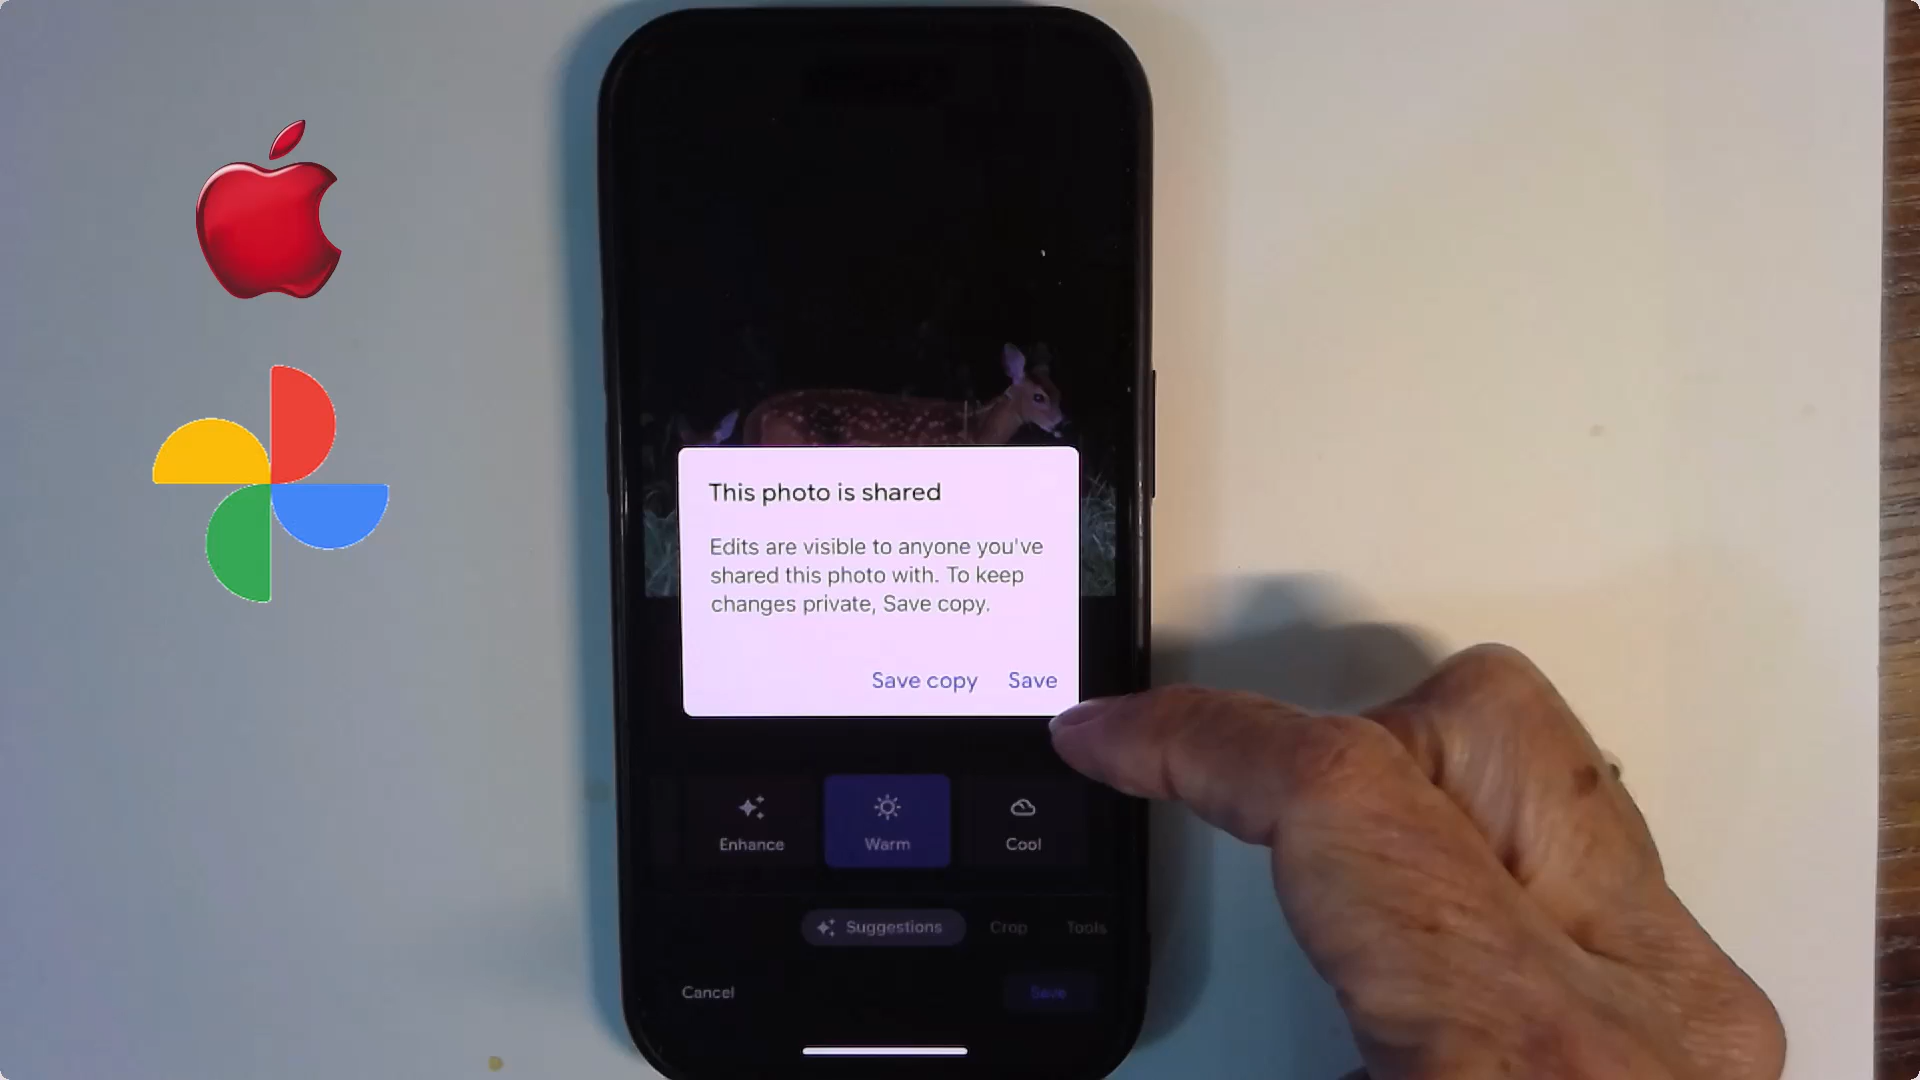 This photo is shared
Edits are visible to anyone you've
shared this photo with. To keep
changes private, Save copy.
Save copy Save
Enhance Warm Cool
Suggestions Crop Tools
Cancel Save